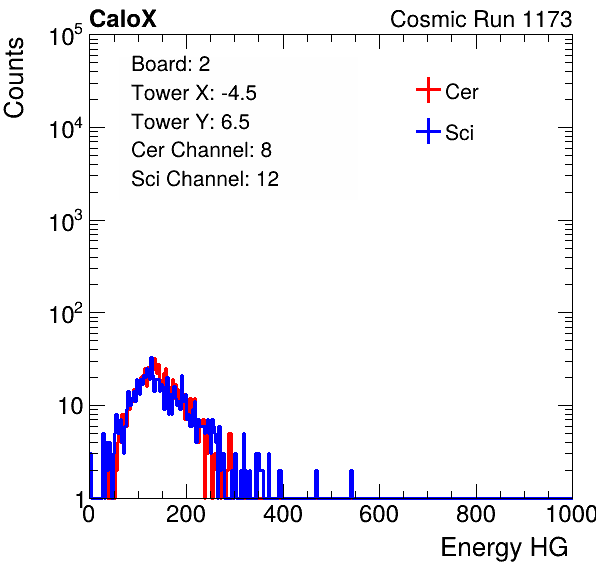 CaloX Cosmic Run 1173
Counts
Board: 2
Tower X: -4.5
Tower Y: 6.5
Cer Channel: 8
Sci Channel: 12
Cer
Sci
10^5
10^4
10^3
10^2
10
1
0 200 400 600 800 1000
Energy HG